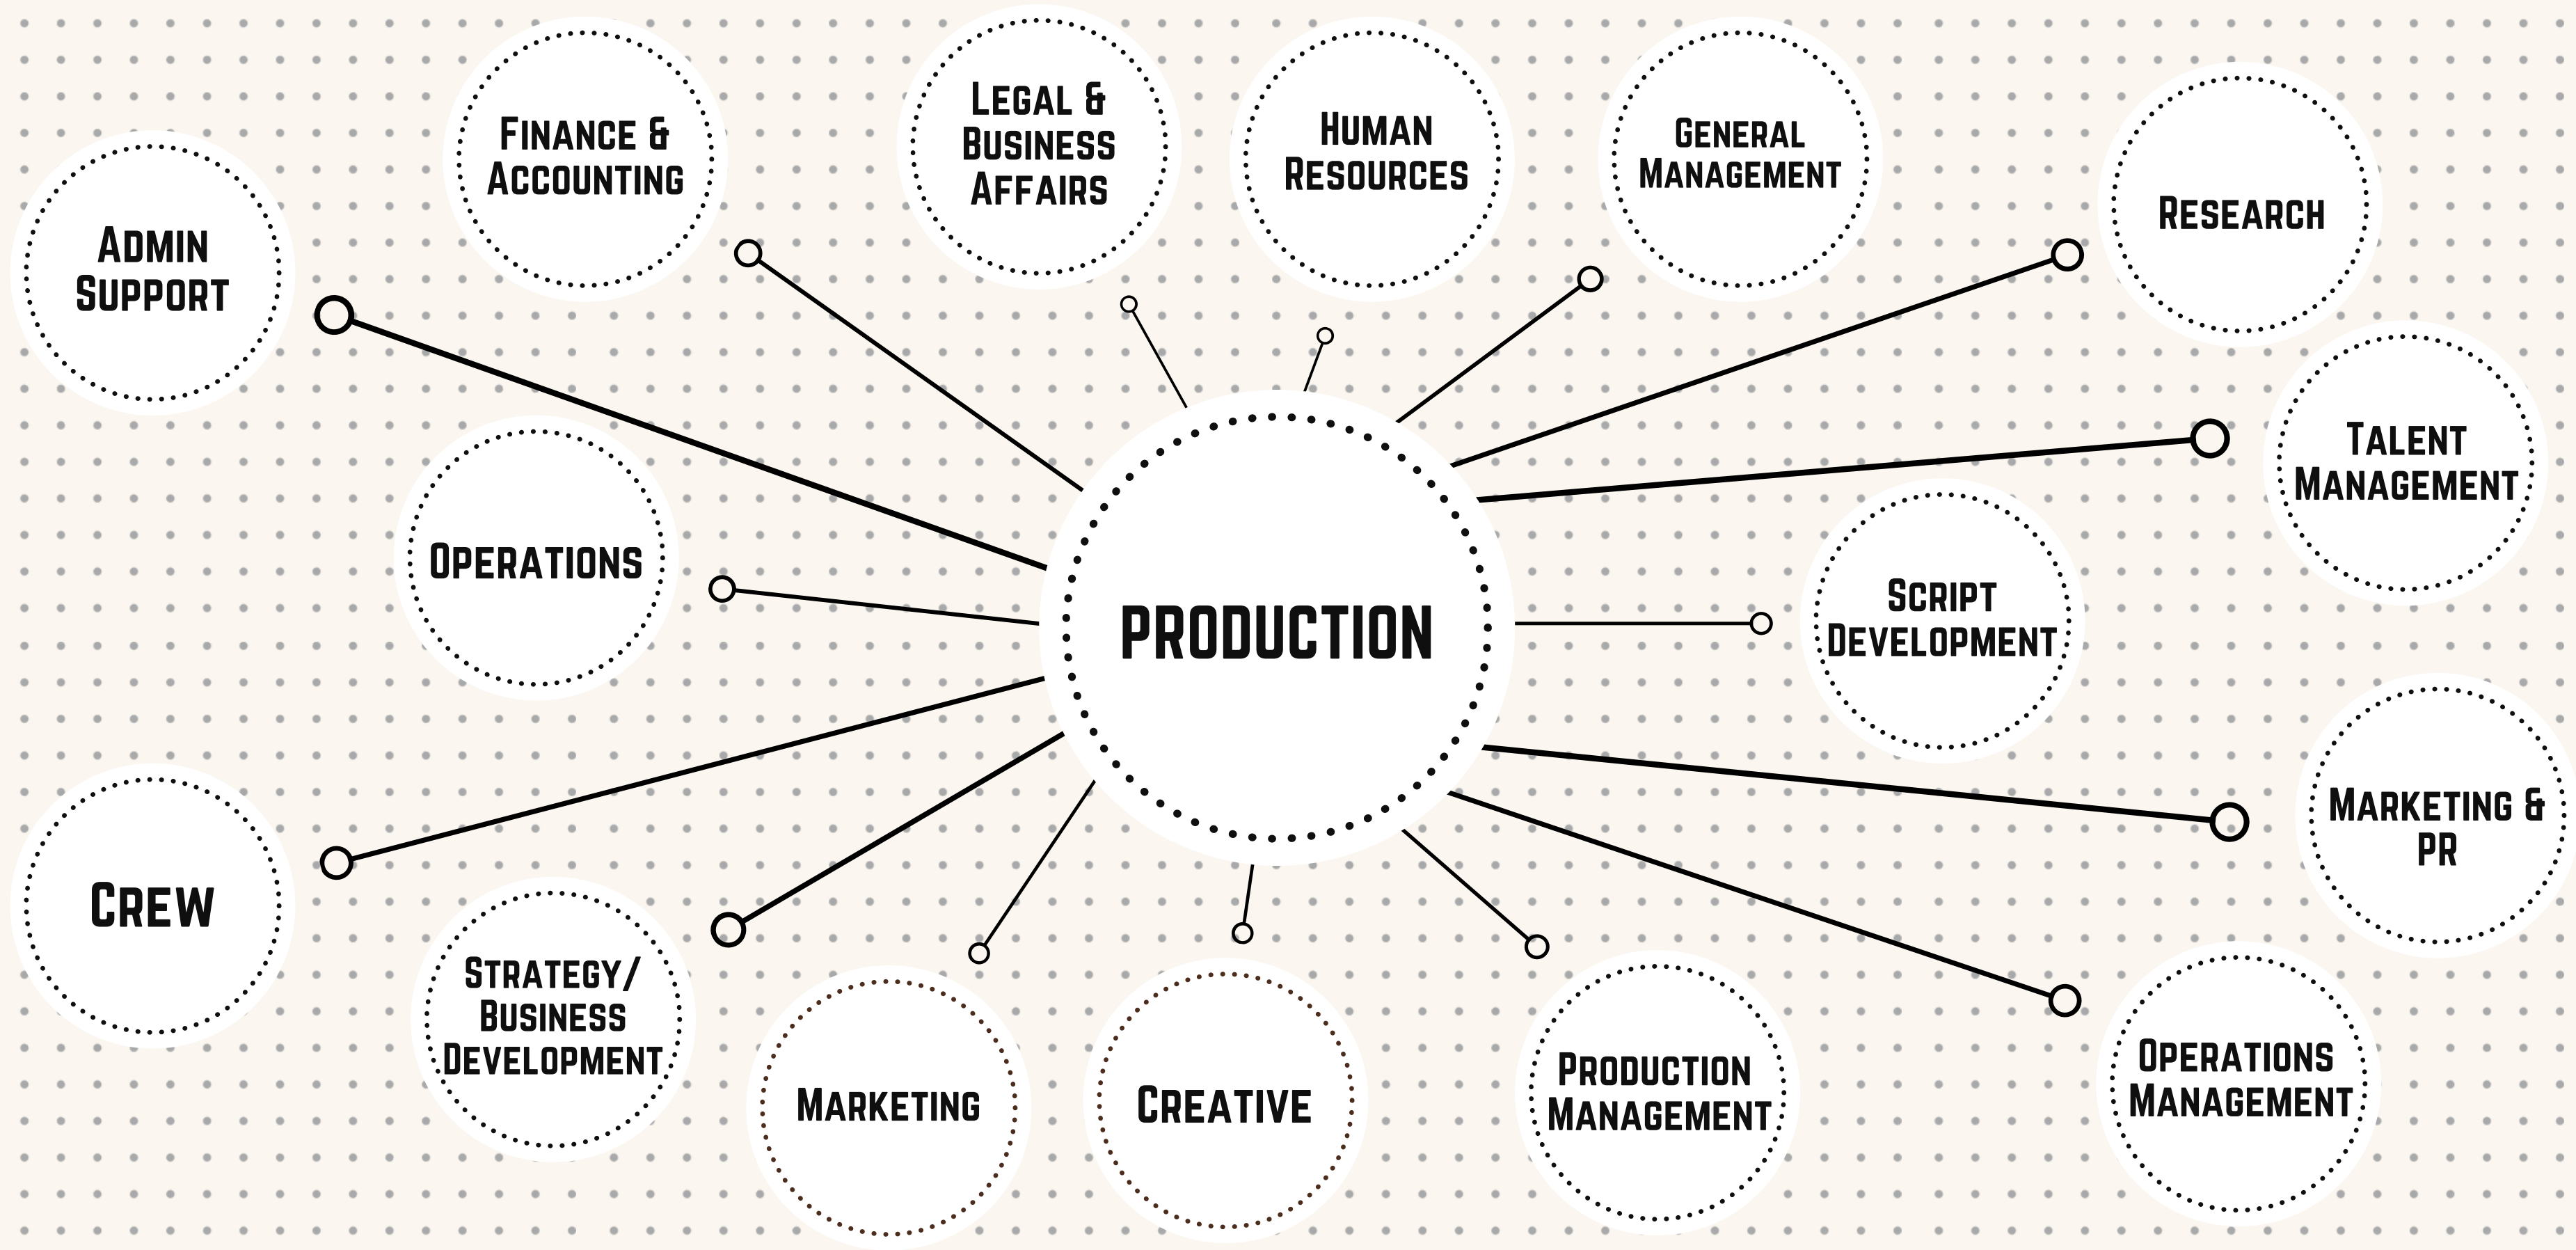 Admin
Support
Finance &
Accounting
Legal &
Business
Affairs
Human
Resources
General
Management
Research
Talent
Management
Operations
PRODUCTION
Script
Development
Crew
Strategy/
Business
Development
Marketing
Creative
Production
Management
Operations
Management
Marketing &
PR